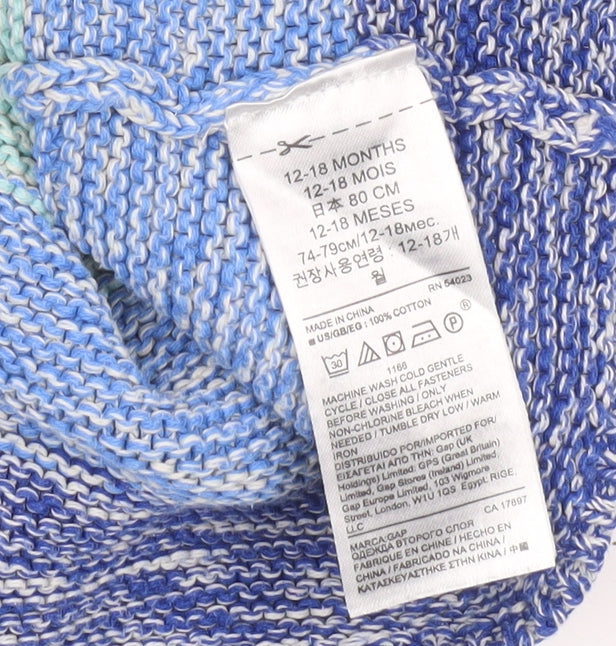 12-18 MONTHS
12-18 MOIS
日本 80 CM
12-18 MESES
74-79см/12-18мес.
권장사용연령 : 12-18개
월
RN 54023
MADE IN CHINA
■ US/GB/EG : 100% COTTON
30 P ®
1166
MACHINE WASH COLD GENTLE
CYCLE / CLOSE ALL FASTENERS
BEFORE WASHING / ONLY
NON-CHLORINE BLEACH WHEN
NEEDED / TUMBLE DRY LOW / WARM
IRON
DISTRIBUIDO POR/IMPORTED FOR/
ΕΙΣΑΓΕΤΑΙ ΑΠΟ ΤΗΝ: Gap (UK
Holdings) Limited: GPS (Great Britain)
Limited, Gap Stores (Ireland) Limited,
Gap Europe Limited, 103 Wigmore
Street, London, W1U 1QS Egypt: RIGE,
LLC
CA 17897
MARCA:GAP
ОДЕЖДА ВТОРОГО СЛОЯ
FABRIQUÉ EN CHINE / HECHO EN
CHINA / FABRICADO NA CHINA /
ΚΑΤΑΣΚΕΥΑΣΤΗΚΕ ΣΤΗΝ ΚΙΝΑ / 中國